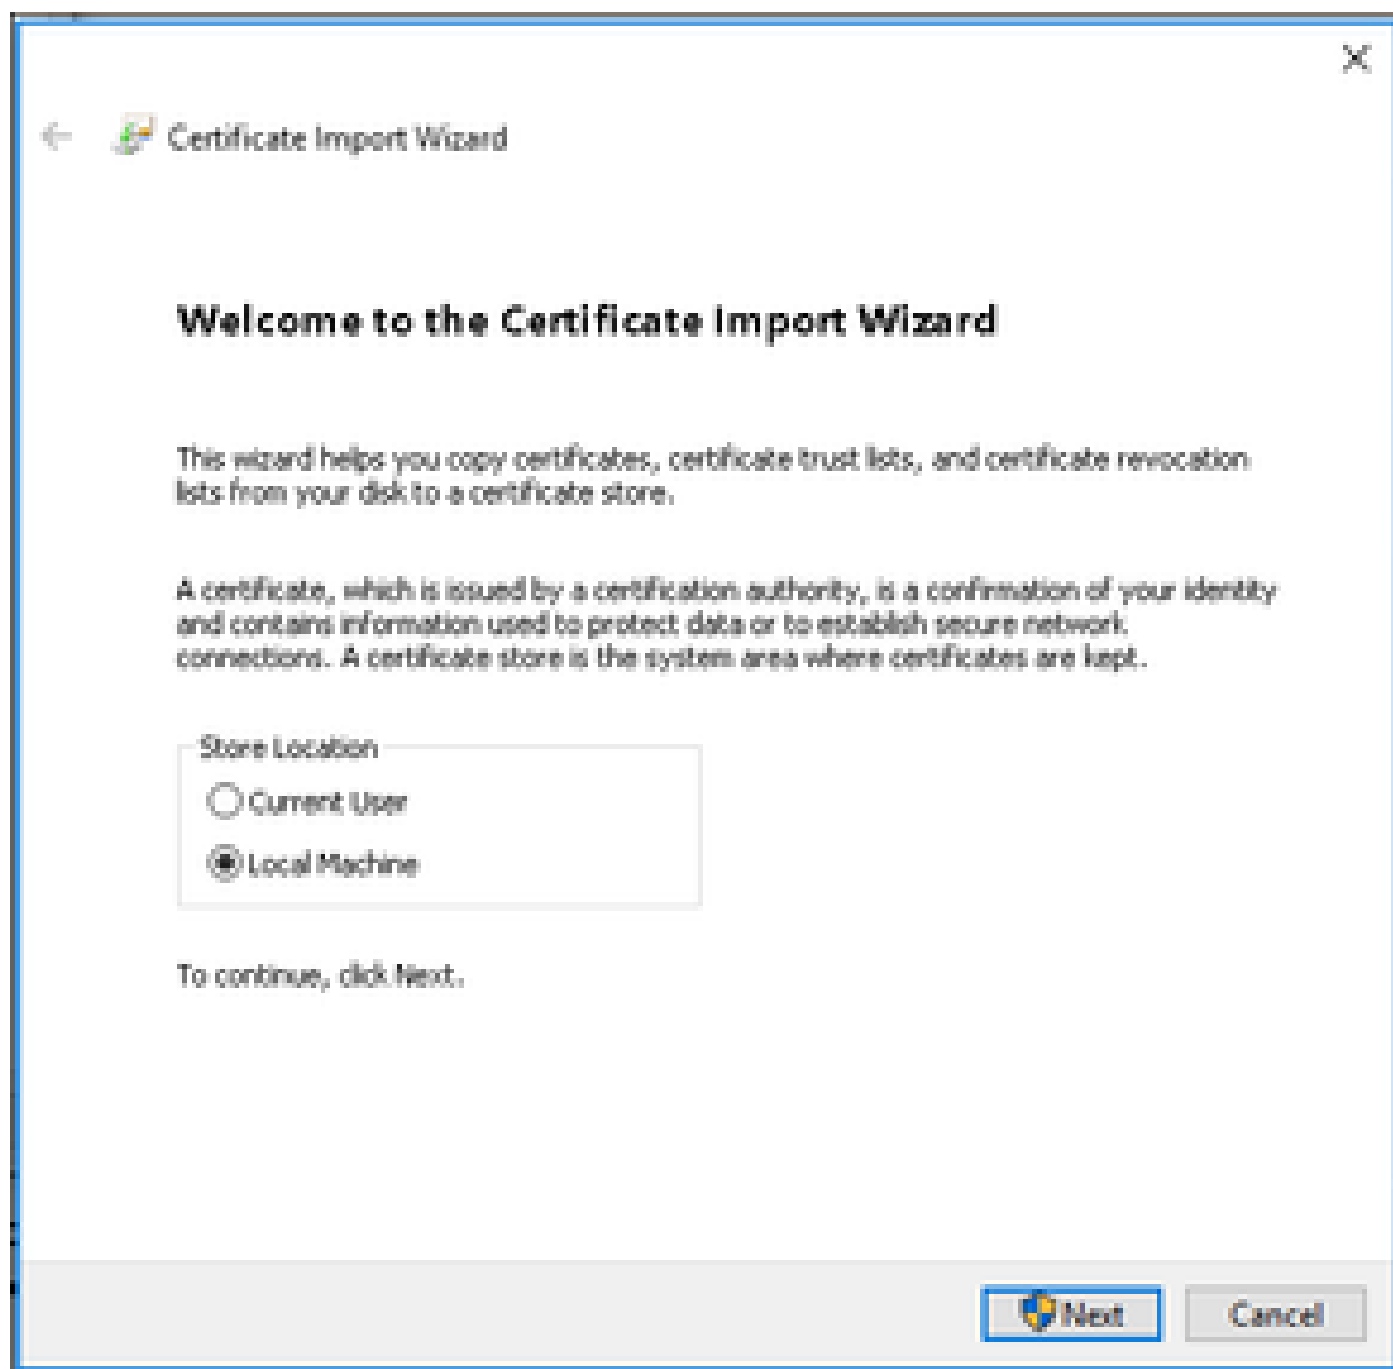 Certificate Import Wizard
Welcome to the Certificate Import Wizard
This wizard helps you copy certificates, certificate trust lists, and certificate revocation
lists from your disk to a certificate store.
A certificate, which is issued by a certification authority, is a confirmation of your identity
and contains information used to protect data or to establish secure network
connections. A certificate store is the system area where certificates are kept.
Store Location
Current User
Local Machine
To continue, click Next.
Next
Cancel